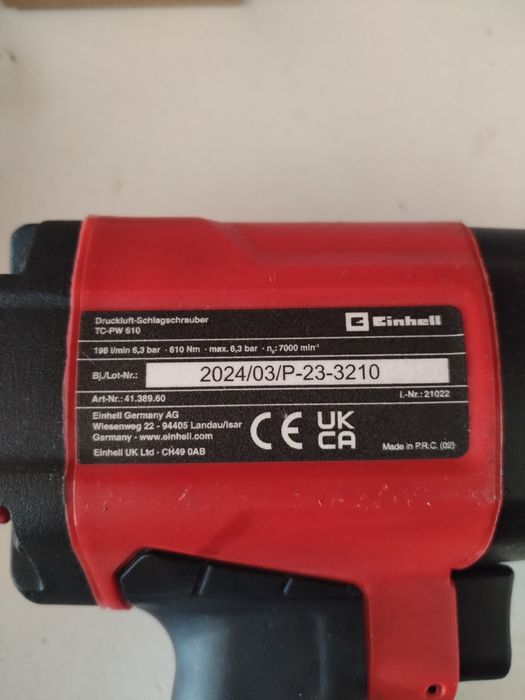 Druckluft-Schlagschrauber
TC-PW 610
Einhell
198 l/min 6,3 bar · 610 Nm · max. 6,3 bar · n₀: 7000 min⁻¹
Bj./Lot-Nr.: 2024/03/P-23-3210
Art-Nr.: 41.389.60 I.-Nr.: 21022
Einhell Germany AG
Wiesenweg 22 - 94405 Landau/Isar
Germany - www.einhell.com
Einhell UK Ltd · CH49 0AB
CE
UK
CA
Made in P.R.C. (02)